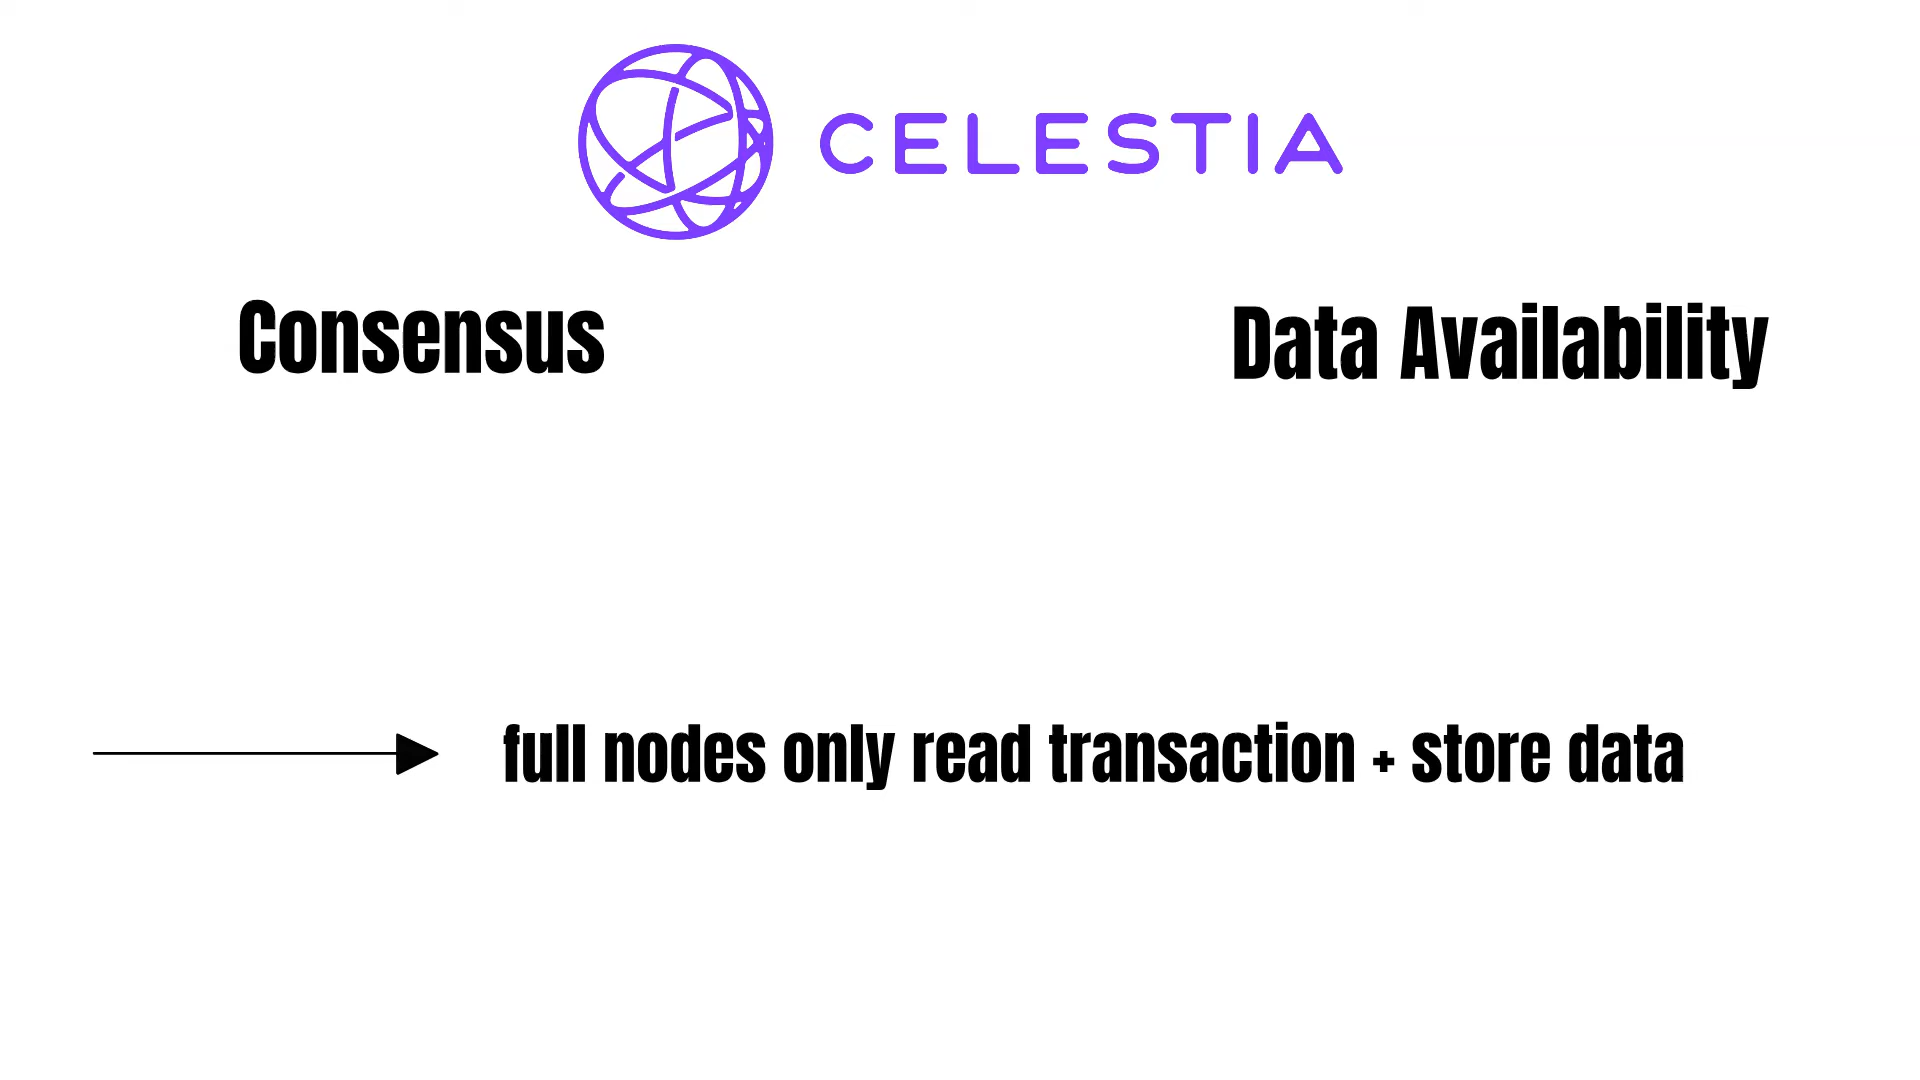 CELESTIA
Consensus
Data Availability
full nodes only read transaction + store data